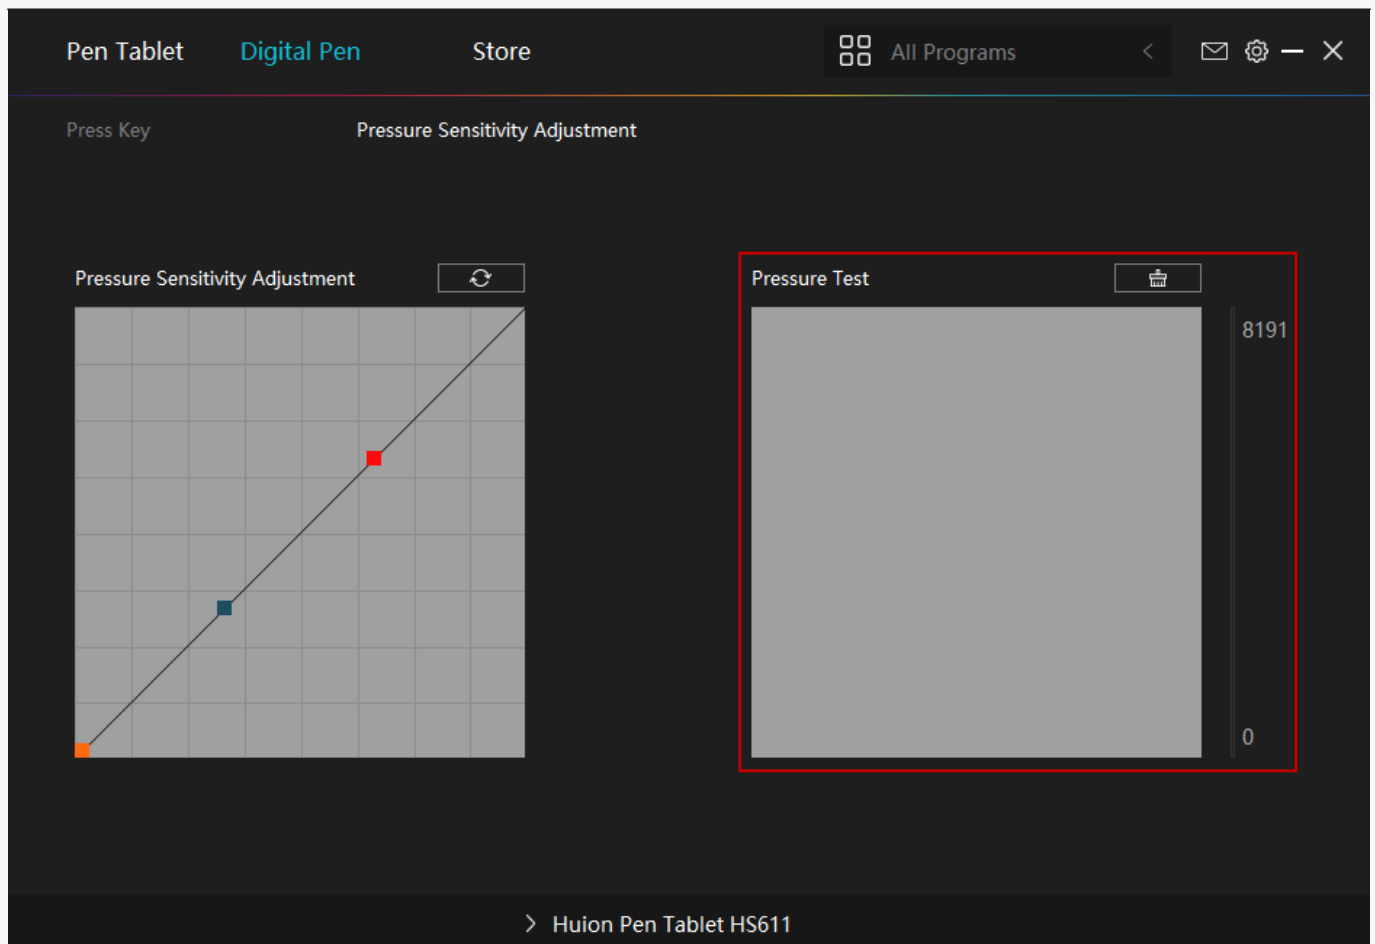 Pen Tablet Digital Pen Store All Programs
Press Key Pressure Sensitivity Adjustment
Pressure Sensitivity Adjustment Pressure Test
8191
0
Huion Pen Tablet HS611